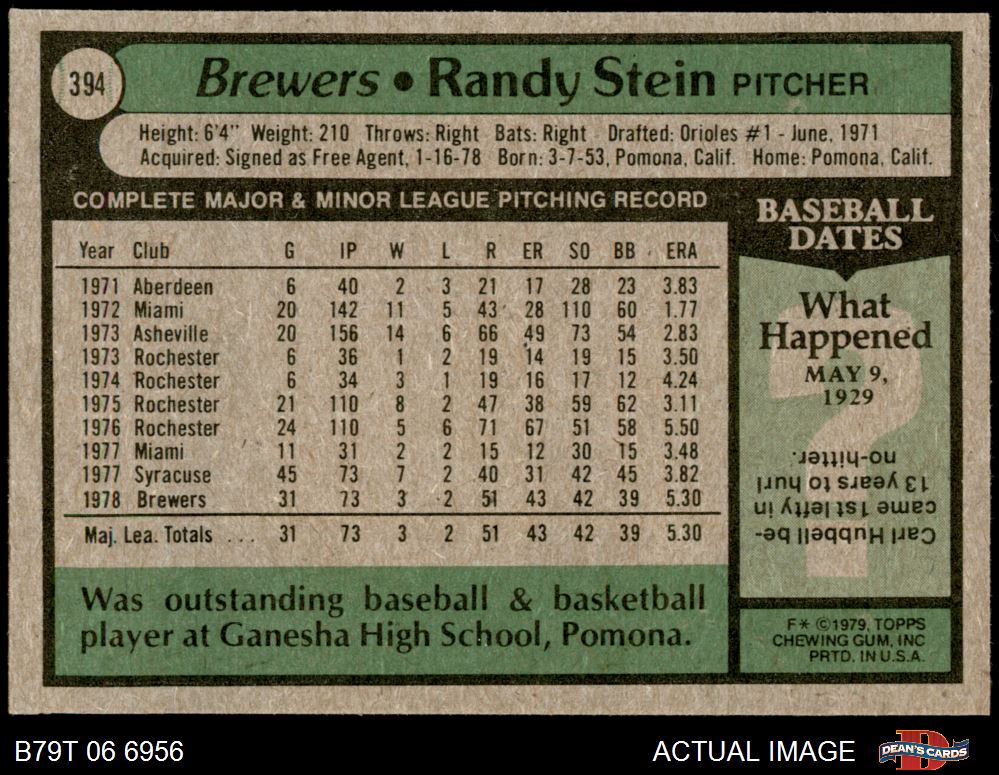 394
Brewers • Randy Stein PITCHER
Height: 6'4" Weight: 210 Throws: Right Bats: Right Drafted: Orioles #1 - June, 1971
Acquired: Signed as Free Agent, 1-16-78 Born: 3-7-53, Pomona, Calif. Home: Pomona, Calif.
COMPLETE MAJOR & MINOR LEAGUE PITCHING RECORD
Year Club G IP W L R ER SO BB ERA
1971 Aberdeen 6 40 2 3 21 17 28 23 3.83
1972 Miami 20 142 11 5 43 28 110 60 1.77
1973 Asheville 20 156 14 6 66 49 73 54 2.83
1973 Rochester 6 36 1 2 19 14 19 15 3.50
1974 Rochester 6 34 3 1 19 16 17 12 4.24
1975 Rochester 21 110 8 2 47 38 59 62 3.11
1976 Rochester 24 110 5 6 71 67 51 58 5.50
1977 Miami 11 31 2 2 15 12 30 15 3.48
1977 Syracuse 45 73 7 2 40 31 42 45 3.82
1978 Brewers 31 73 3 2 51 43 42 39 5.30
Maj. Lea. Totals ... 31 73 3 2 51 43 42 39 5.30
Was outstanding baseball & basketball
player at Ganesha High School, Pomona.
BASEBALL
DATES
What
Happened
MAY 9,
1929
Carl Hubbell be-
came 1st lefty in
13 years to hurl
no-hitter.
F* ©1979, TOPPS
CHEWING GUM, INC
PRTD. IN U.S.A.
B79T 06 6956
ACTUAL IMAGE
D
DEAN'S CARDS